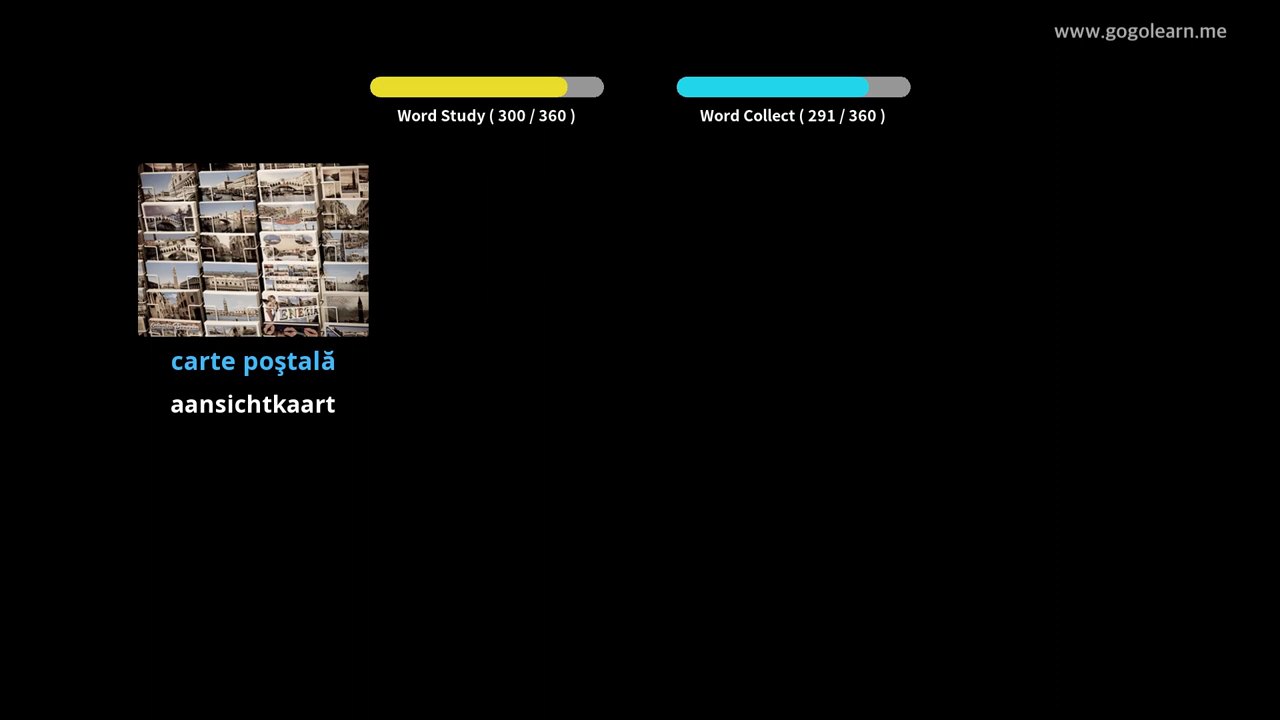 www.gogolearn.me
Word Study ( 300 / 360 )
Word Collect ( 291 / 360 )
carte poştală
aansichtkaart